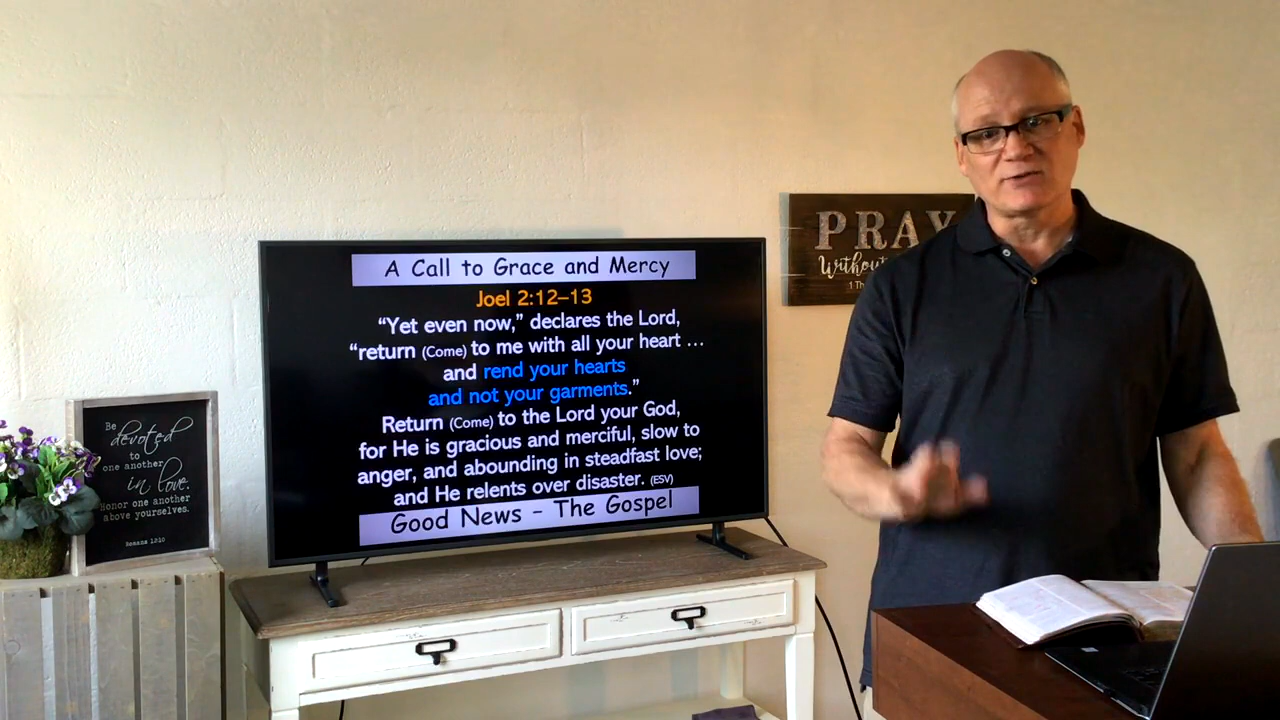 A Call to Grace and Mercy
Joel 2:12–13
“Yet even now,” declares the Lord,
“return (Come) to me with all your heart …
and rend your hearts
and not your garments.”
Return (Come) to the Lord your God,
for He is gracious and merciful, slow to
anger, and abounding in steadfast love;
and He relents over disaster. (ESV)
Good News – The Gospel
Be
devoted
to
one another
in love.
Honor one another
above yourselves.
Romans 12:10
PRAY
Without
1 Th